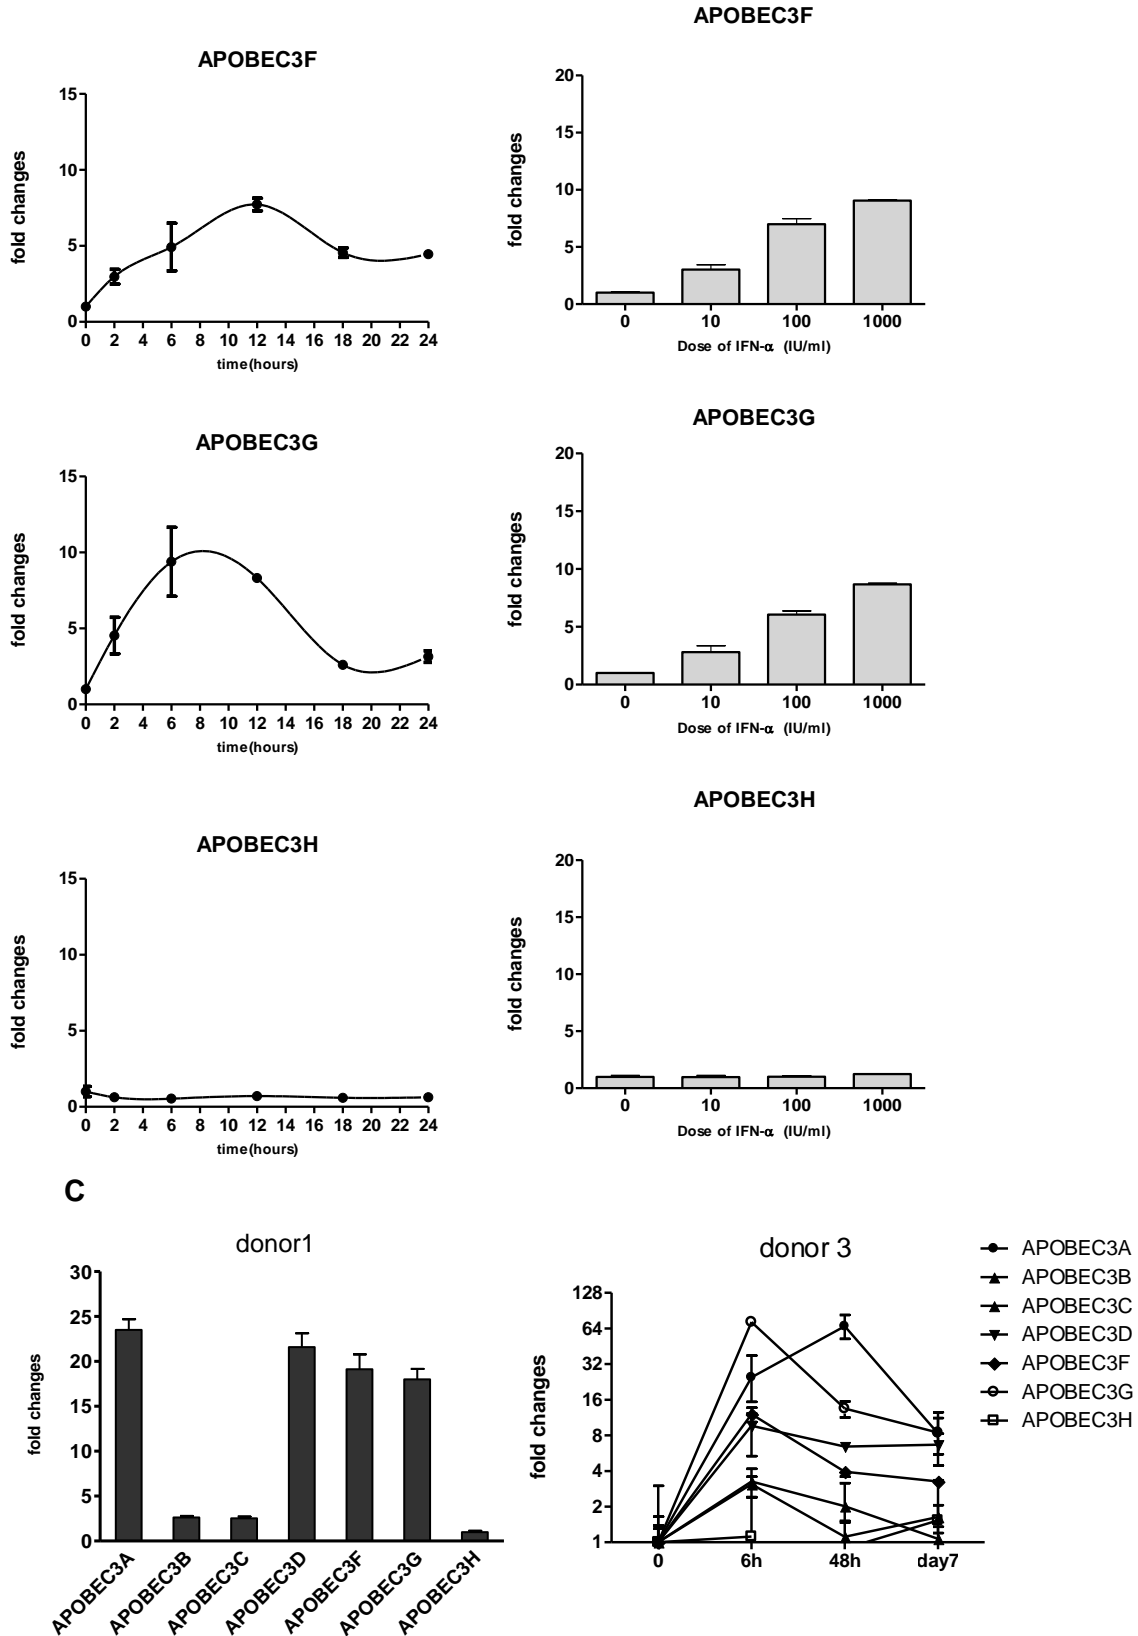 APOBEC3F
15
10
5
0
fold changes
0 2 4 6 8 10 12 14 16 18 20 22 24
time(hours)
APOBEC3F
20
15
10
5
0
fold changes
0 10 100 1000
Dose of IFN-α (IU/ml)
APOBEC3G
15
10
5
0
fold changes
0 2 4 6 8 10 12 14 16 18 20 22 24
time(hours)
APOBEC3G
20
15
10
5
0
fold changes
0 10 100 1000
Dose of IFN-α (IU/ml)
APOBEC3H
15
10
5
0
fold changes
0 2 4 6 8 10 12 14 16 18 20 22 24
time(hours)
APOBEC3H
20
15
10
5
0
fold changes
0 10 100 1000
Dose of IFN-α (IU/ml)
C
donor1
30
25
20
15
10
5
0
fold changes
APOBEC3A
APOBEC3B
APOBEC3C
APOBEC3D
APOBEC3F
APOBEC3G
APOBEC3H
donor 3
128
64
32
16
8
4
2
1
fold changes
0 6h 48h day7
APOBEC3A
APOBEC3B
APOBEC3C
APOBEC3D
APOBEC3F
APOBEC3G
APOBEC3H